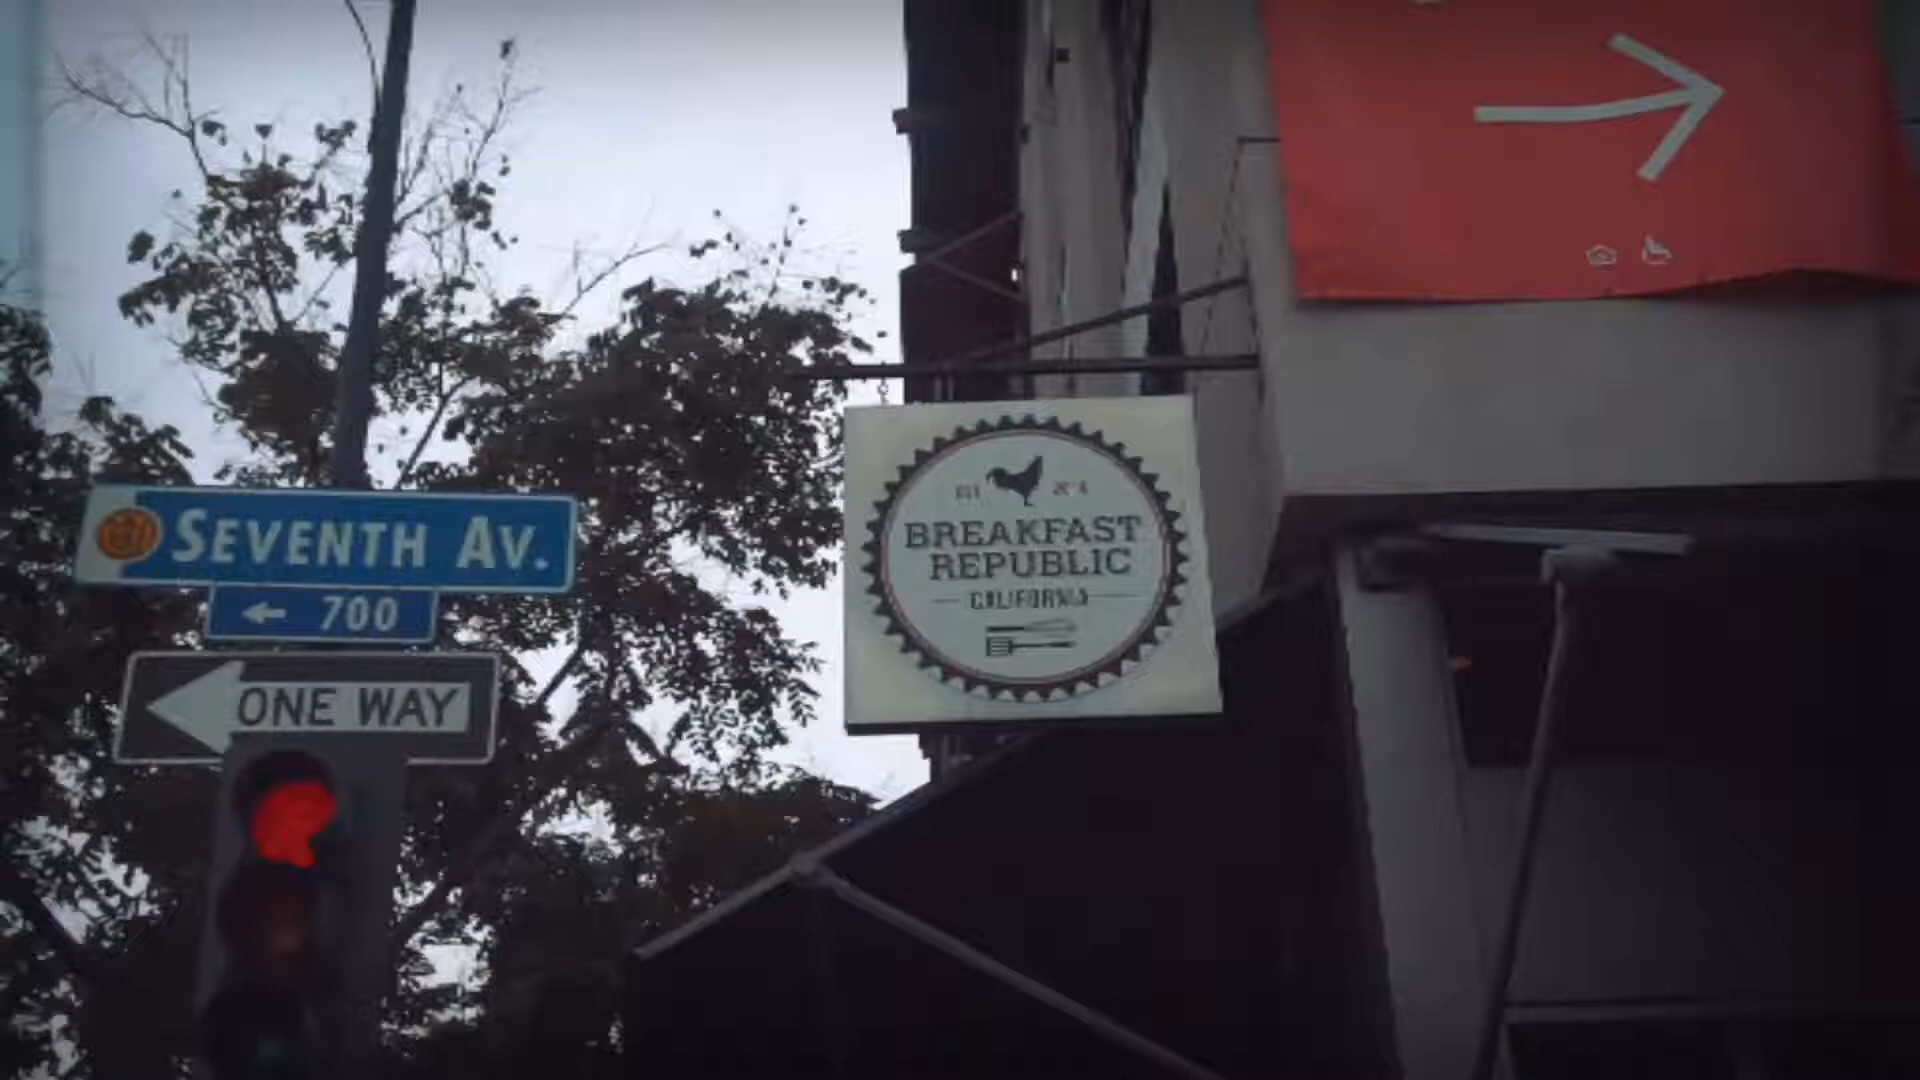 SEVENTH AV.
700
ONE WAY
BREAKFAST
REPUBLIC
CALIFORNIA